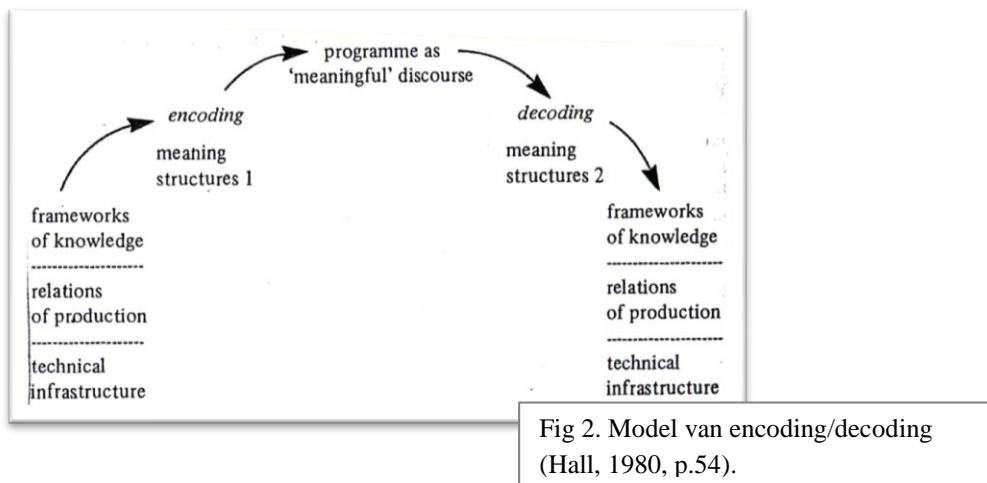 programme as
'meaningful' discourse
encoding
meaning
structures 1
decoding
meaning
structures 2
frameworks
of knowledge
relations
of production
technical
infrastructure
frameworks
of knowledge
relations
of production
technical
infrastructure
Fig 2. Model van encoding/decoding
(Hall, 1980, p.54).